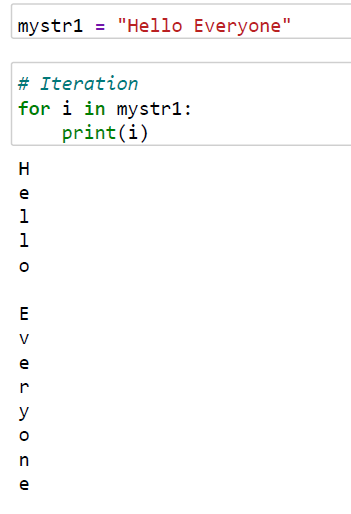 mystr1 = "Hello Everyone"
# Iteration
for i in mystr1:
    print(i)
H
e
l
l
o

E
v
e
r
y
o
n
e